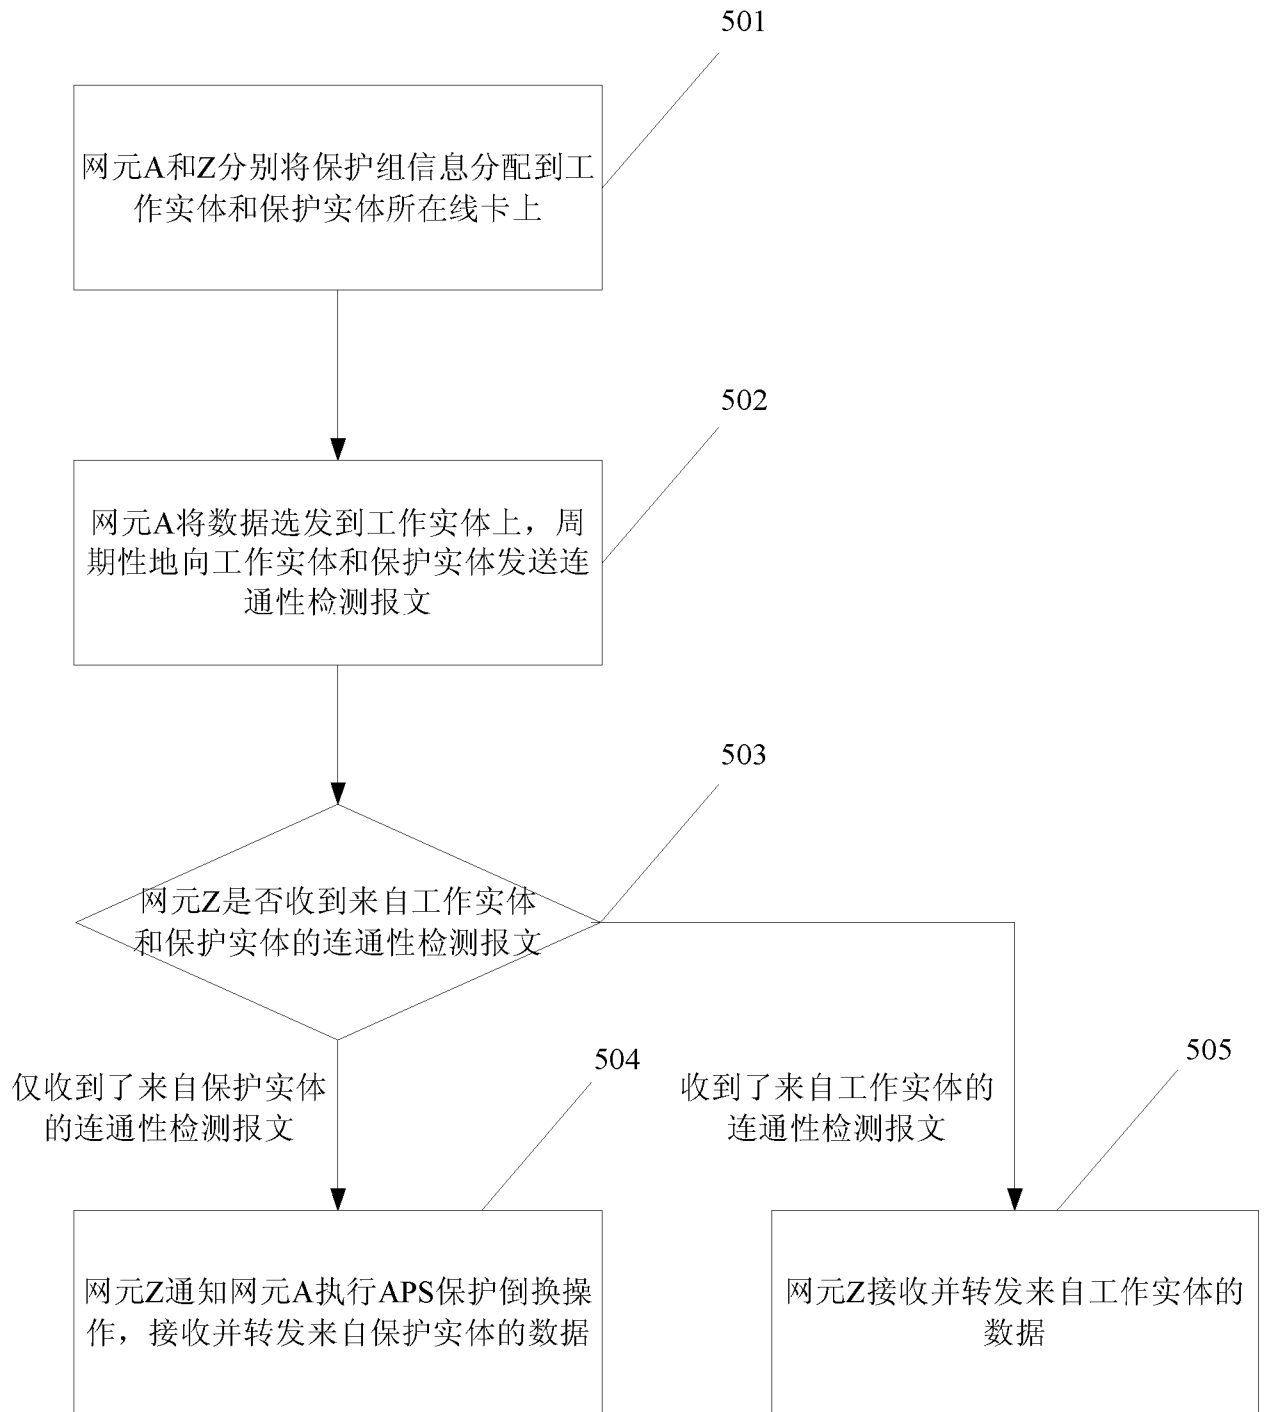 501
网元A和Z分别将保护组信息分配到工
作实体和保护实体所在线卡上
502
网元A将数据选发到工作实体上，周
期性地向工作实体和保护实体发送连
通性检测报文
503
网元Z是否收到来自工作实体
和保护实体的连通性检测报文
仅收到了来自保护实体
的连通性检测报文
504
收到了来自工作实体的
连通性检测报文
505
网元Z通知网元A执行APS保护倒换操
作，接收并转发来自保护实体的数据
网元Z接收并转发来自工作实体的
数据